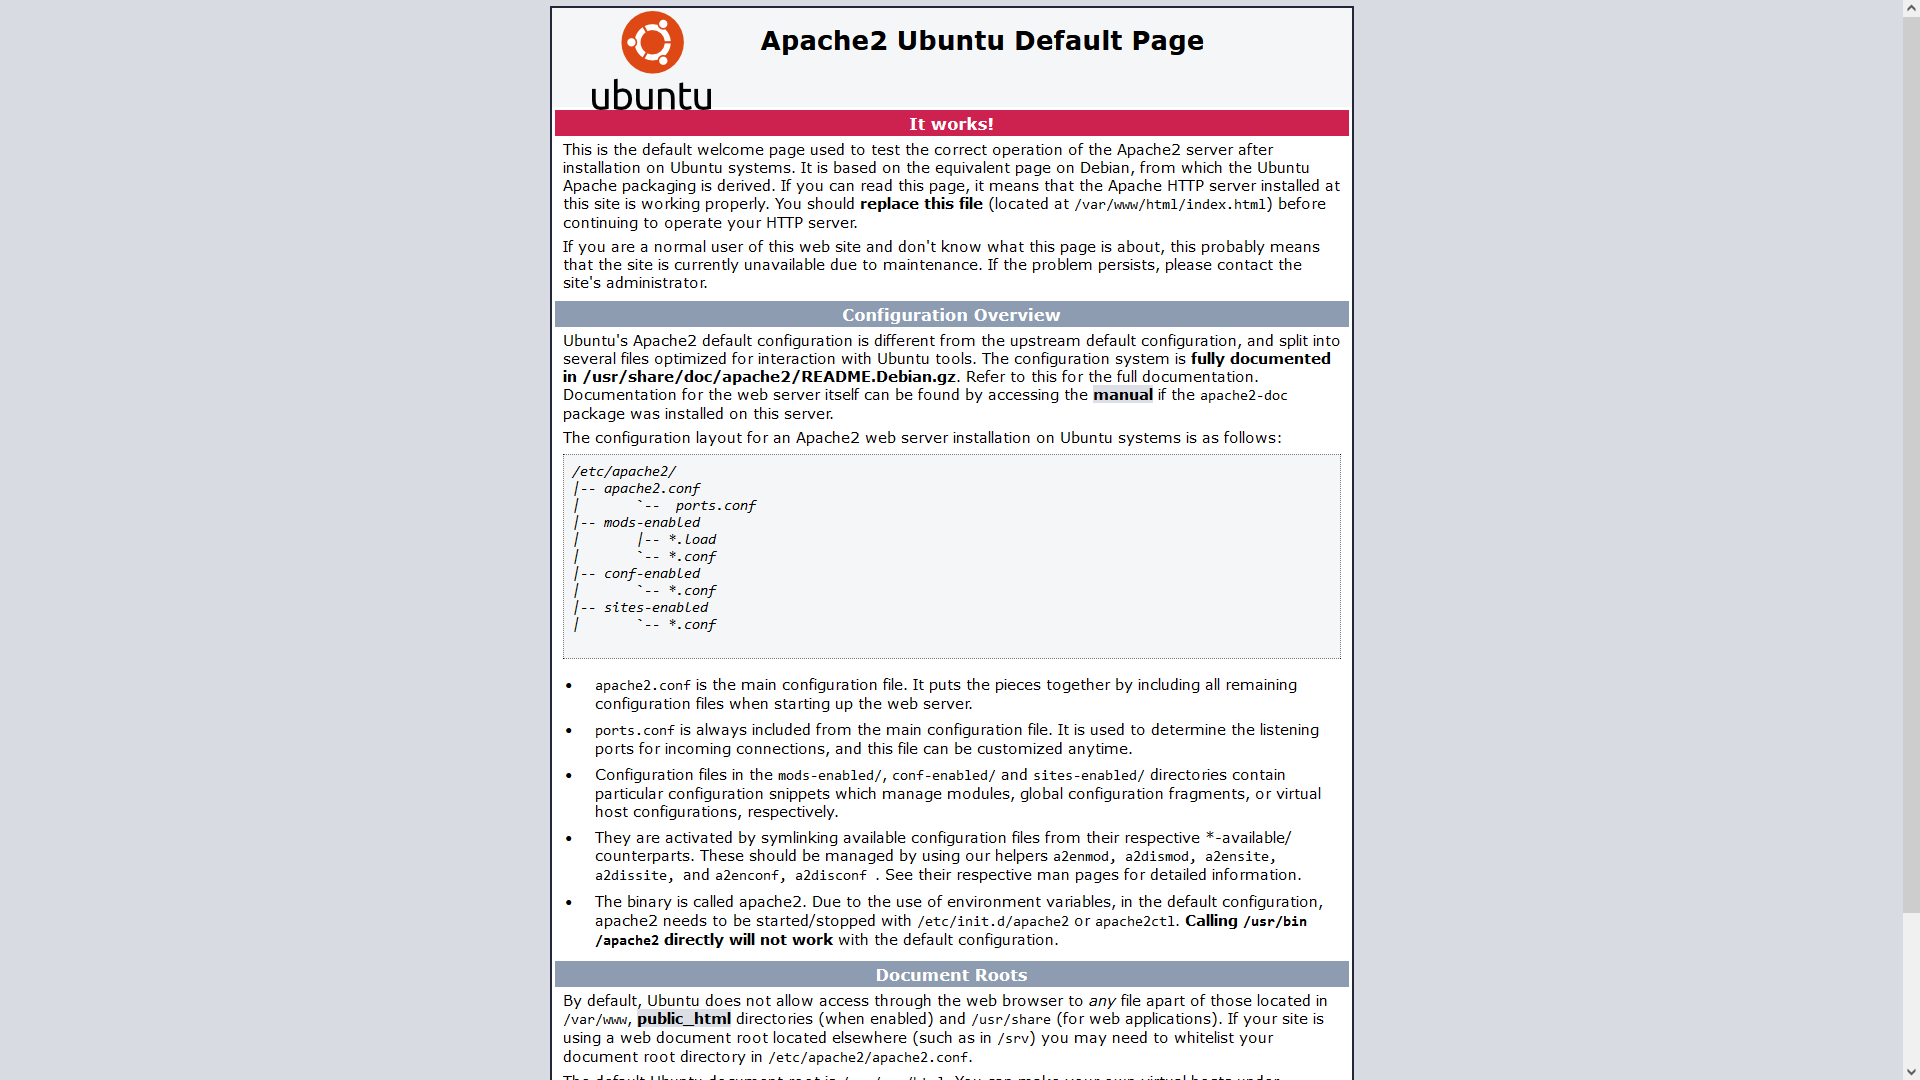 ubuntu
Apache2 Ubuntu Default Page
It works!
This is the default welcome page used to test the correct operation of the Apache2 server after
installation on Ubuntu systems. It is based on the equivalent page on Debian, from which the Ubuntu
Apache packaging is derived. If you can read this page, it means that the Apache HTTP server installed at
this site is working properly. You should replace this file (located at /var/www/html/index.html) before
continuing to operate your HTTP server.
If you are a normal user of this web site and don't know what this page is about, this probably means
that the site is currently unavailable due to maintenance. If the problem persists, please contact the
site's administrator.
Configuration Overview
Ubuntu's Apache2 default configuration is different from the upstream default configuration, and split into
several files optimized for interaction with Ubuntu tools. The configuration system is fully documented
in /usr/share/doc/apache2/README.Debian.gz. Refer to this for the full documentation.
Documentation for the web server itself can be found by accessing the manual if the apache2-doc
package was installed on this server.
The configuration layout for an Apache2 web server installation on Ubuntu systems is as follows:
/etc/apache2/
|-- apache2.conf
|       `--  ports.conf
|-- mods-enabled
|       |-- *.load
|       `-- *.conf
|-- conf-enabled
|       `-- *.conf
|-- sites-enabled
|       `-- *.conf
• apache2.conf is the main configuration file. It puts the pieces together by including all remaining
configuration files when starting up the web server.
• ports.conf is always included from the main configuration file. It is used to determine the listening
ports for incoming connections, and this file can be customized anytime.
• Configuration files in the mods-enabled/, conf-enabled/ and sites-enabled/ directories contain
particular configuration snippets which manage modules, global configuration fragments, or virtual
host configurations, respectively.
• They are activated by symlinking available configuration files from their respective *-available/
counterparts. These should be managed by using our helpers a2enmod, a2dismod, a2ensite,
a2dissite, and a2enconf, a2disconf . See their respective man pages for detailed information.
• The binary is called apache2. Due to the use of environment variables, in the default configuration,
apache2 needs to be started/stopped with /etc/init.d/apache2 or apache2ctl. Calling /usr/bin
/apache2 directly will not work with the default configuration.
Document Roots
By default, Ubuntu does not allow access through the web browser to any file apart of those located in
/var/www, public_html directories (when enabled) and /usr/share (for web applications). If your site is
using a web document root located elsewhere (such as in /srv) you may need to whitelist your
document root directory in /etc/apache2/apache2.conf.
The default Ubuntu document root is /var/www/html. You can make your own virtual hosts under